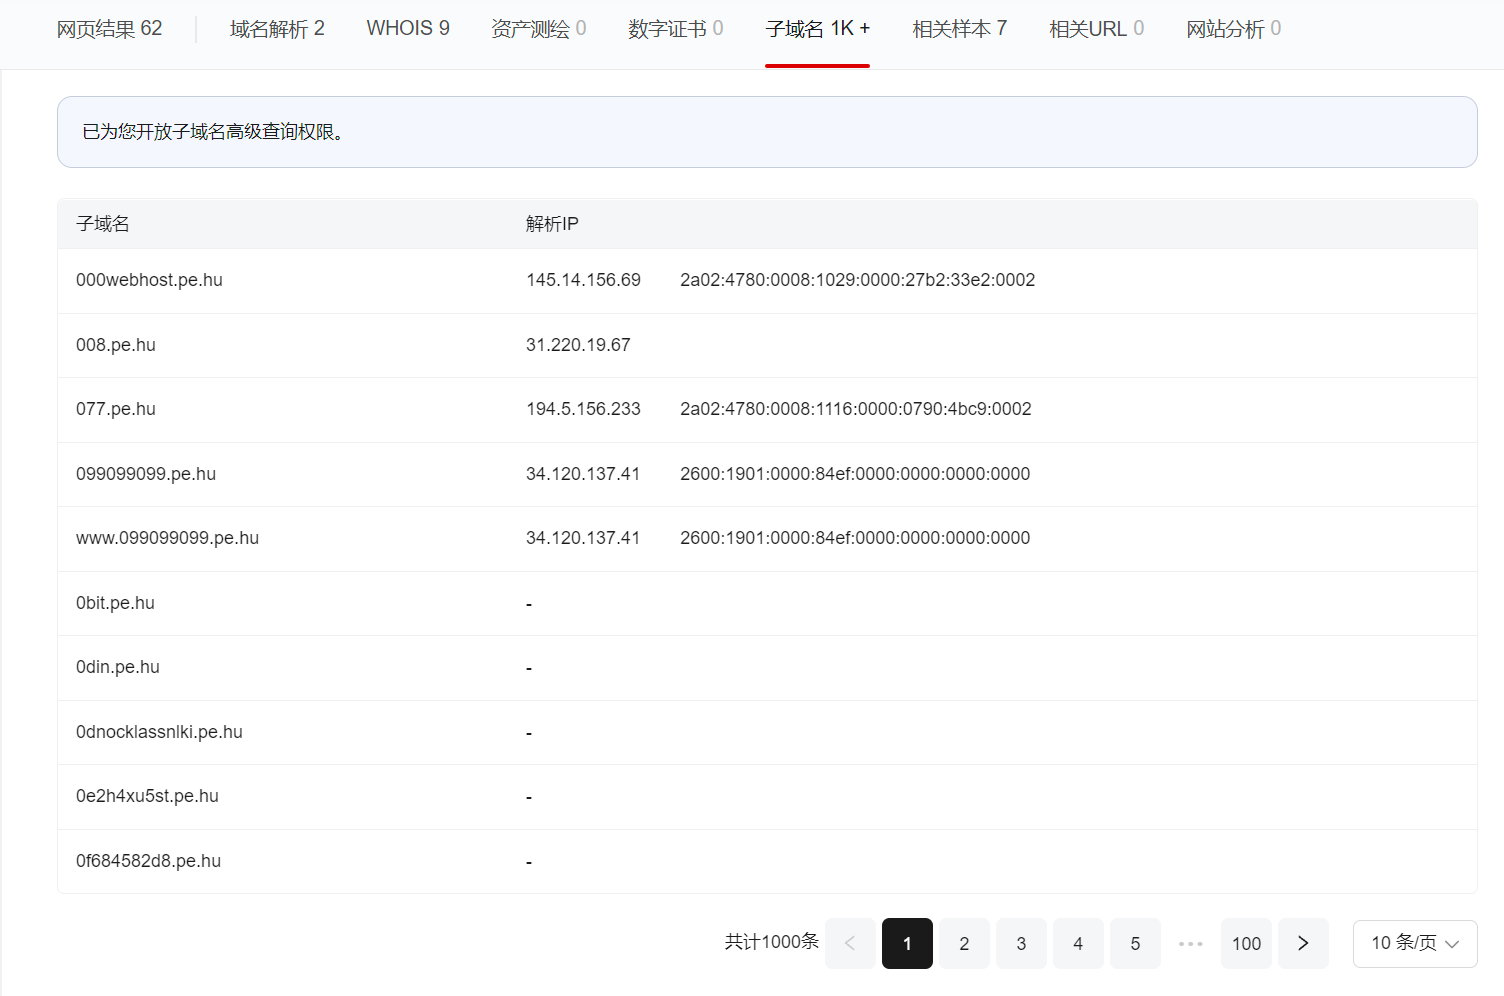 网页结果 62 域名解析 2 WHOIS 9 资产测绘 0 数字证书 0 子域名 1K + 相关样本 7 相关URL 0 网站分析 0
已为您开放子域名高级查询权限。
子域名 解析IP
000webhost.pe.hu 145.14.156.69 2a02:4780:0008:1029:0000:27b2:33e2:0002
008.pe.hu 31.220.19.67
077.pe.hu 194.5.156.233 2a02:4780:0008:1116:0000:0790:4bc9:0002
099099099.pe.hu 34.120.137.41 2600:1901:0000:84ef:0000:0000:0000:0000
www.099099099.pe.hu 34.120.137.41 2600:1901:0000:84ef:0000:0000:0000:0000
0bit.pe.hu -
0din.pe.hu -
0dnocklassnlki.pe.hu -
0e2h4xu5st.pe.hu -
0f684582d8.pe.hu -
共计1000条 < 1 2 3 4 5 ••• 100 > 10 条/页